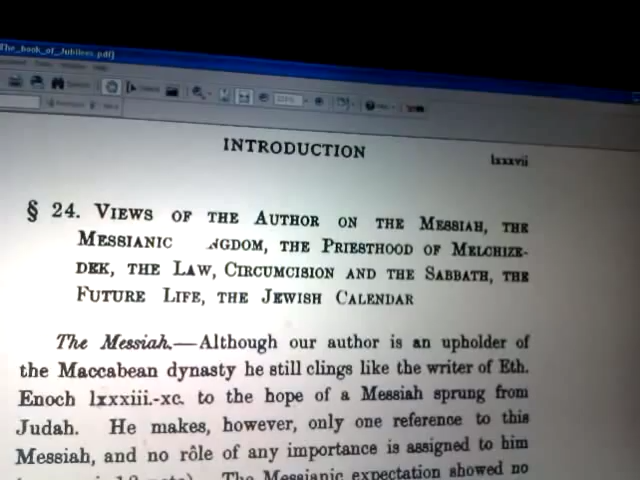 The_book_of_Jubilees.pdf]
INTRODUCTION lxxxvii
§ 24. VIEWS OF THE AUTHOR ON THE MESSIAH, THE
MESSIANIC NGDOM, THE PRIESTHOOD OF MELCHIZE-
DEK, THE LAW, CIRCUMCISION AND THE SABBATH, THE
FUTURE LIFE, THE JEWISH CALENDAR
The Messiah.—Although our author is an upholder of
the Maccabean dynasty he still clings like the writer of Eth.
Enoch lxxxiii.-xc. to the hope of a Messiah sprung from
Judah. He makes, however, only one reference to this
Messiah, and no rôle of any importance is assigned to him
The Messianic expectation showed no